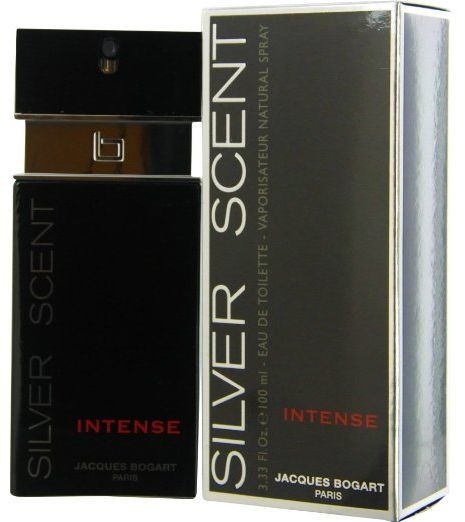 SILVER SCENT
INTENSE
JACQUES BOGART
PARIS
SILVER SCENT
3.33 Fl.Oz. e 100 ml - EAU DE TOILETTE - VAPORISATEUR NATURAL SPRAY
INTENSE
JACQUES BOGART
PARIS